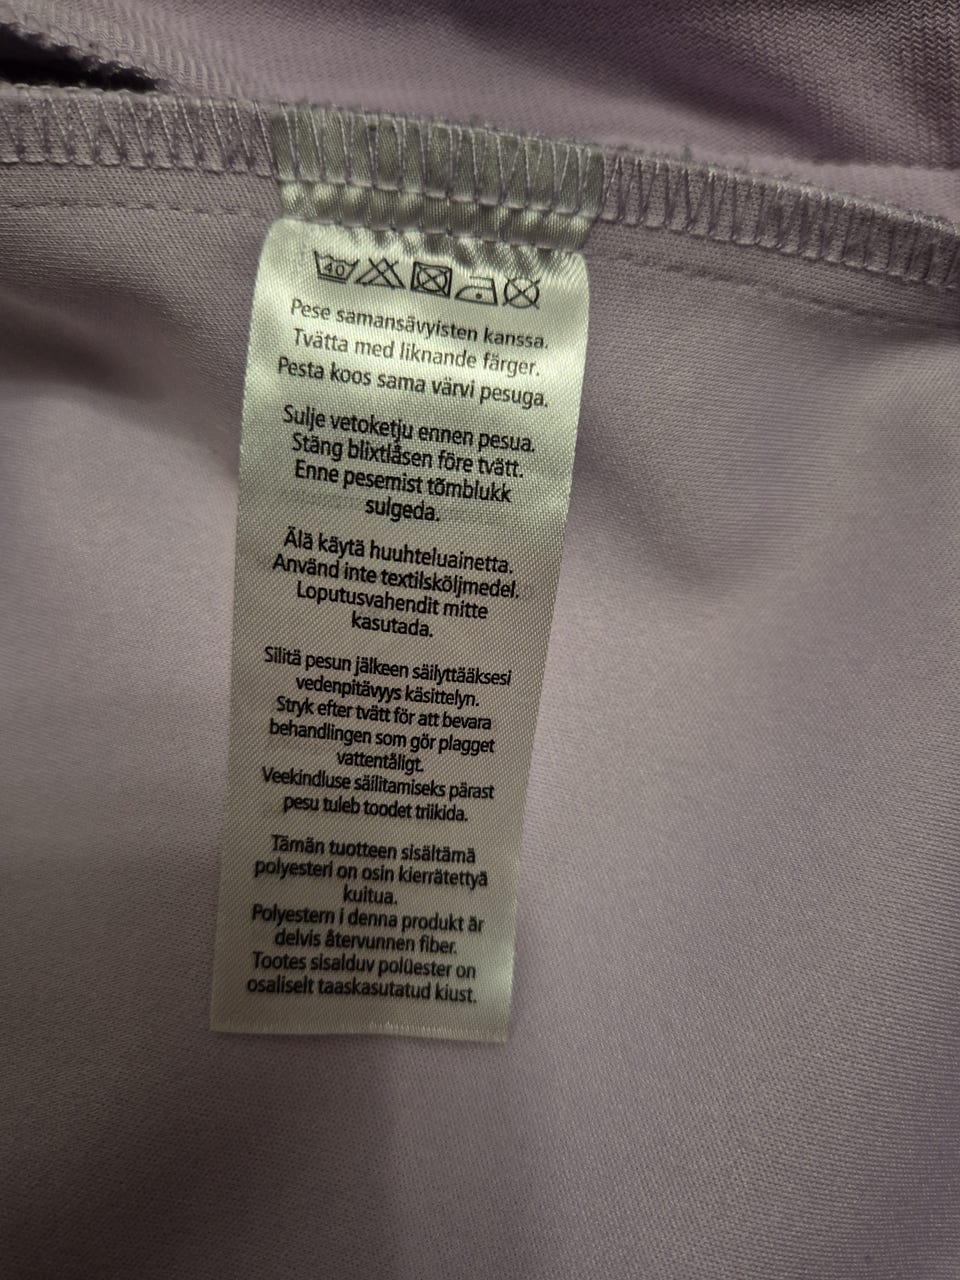 40
Pese samansävyisten kanssa.
Tvätta med liknande färger.
Pesta koos sama värvi pesuga.
Sulje vetoketju ennen pesua.
Stäng blixtlåsen före tvätt.
Enne pesemist tõmblukk
sulgeda.
Älä käytä huuhteluainetta.
Använd inte textilsköljmedel.
Loputusvahendit mitte
kasutada.
Silitä pesun jälkeen säilyttääksesi
vedenpitävyys käsittelyn.
Stryk efter tvätt för att bevara
behandlingen som gör plagget
vattentåligt.
Veekindluse säilitamiseks pärast
pesu tuleb toodet triikida.
Tämän tuotteen sisältämä
polyesteri on osin kierrätettyä
kuitua.
Polyestern i denna produkt är
delvis återvunnen fiber.
Tootes sisalduv polüester on
osaliselt taaskasutatud kiust.